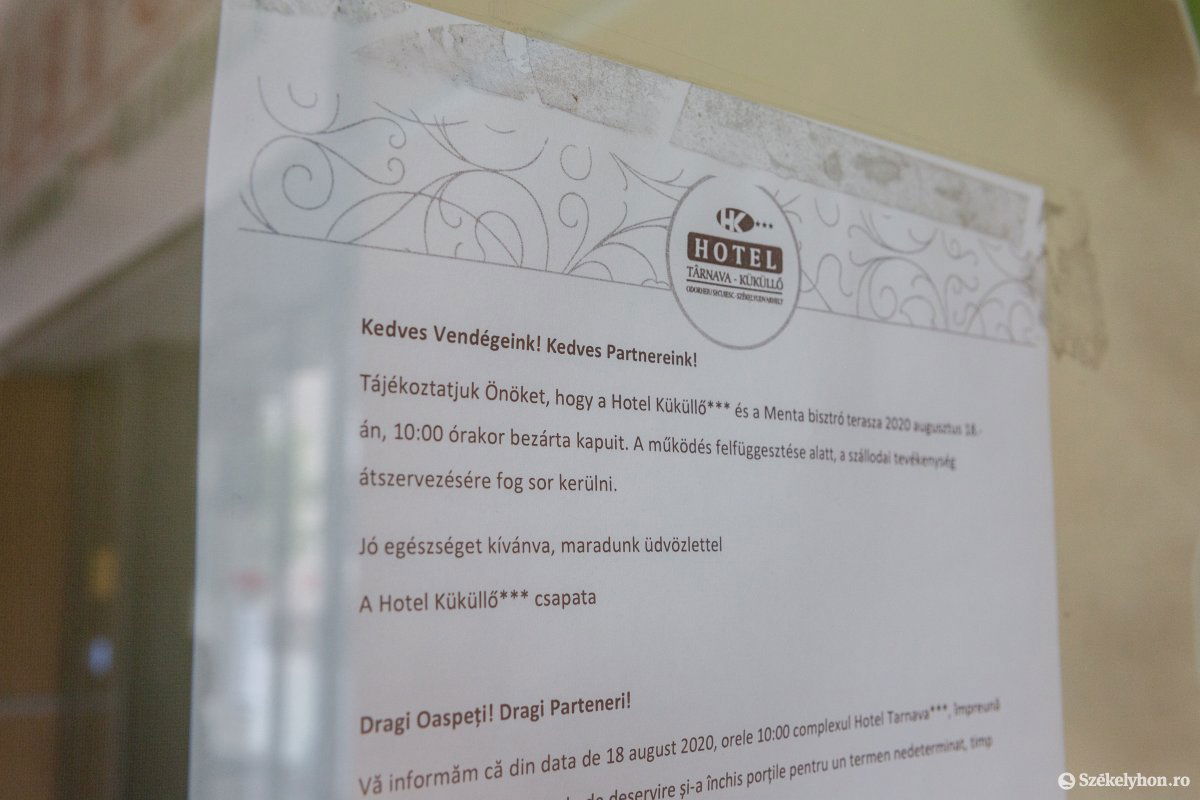 HK***
HOTEL
TÂRNAVA - KÜKÜLLŐ
ODORHEIU SECUIESC - SZÉKELYUDVARHELY
Kedves Vendégeink! Kedves Partnereink!
Tájékoztatjuk Önöket, hogy a Hotel Küküllő*** és a Menta bisztró terasza 2020 augusztus 18.-
án, 10:00 órakor bezárta kapuit. A működés felfüggesztése alatt, a szállodai tevékenység
átszervezésére fog sor kerülni.
Jó egészséget kívánva, maradunk üdvözlettel
A Hotel Küküllő*** csapata
Dragi Oaspeți! Dragi Parteneri!
Vă informăm că din data de 18 august 2020, orele 10:00 complexul Hotel Tarnava***, împreună
de deservire și-a închis porțile pentru un termen nedeterminat, timp
Székelyhon.ro